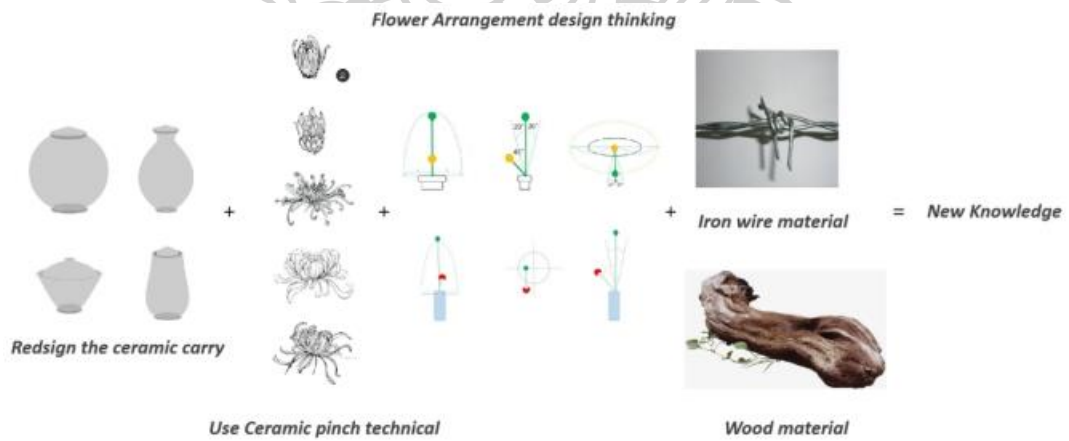 Flower Arrangement design thinking
+
+
+
=
New Knowledge
Iron wire material
Redsign the ceramic carry
Use Ceramic pinch technical
Wood material